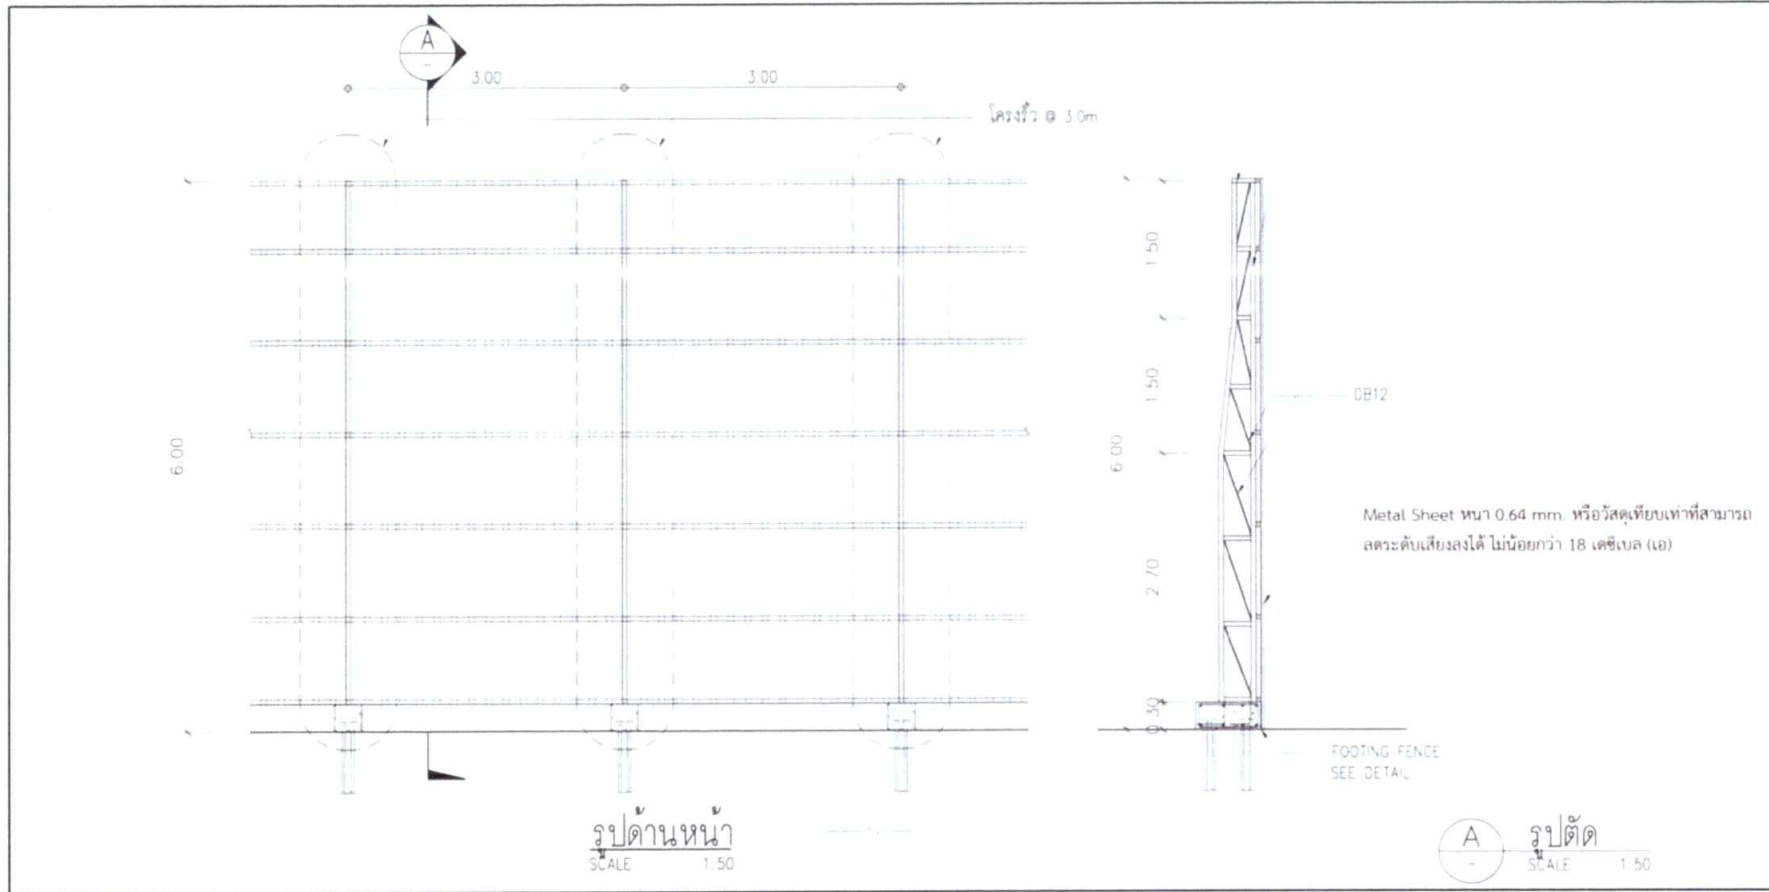 A
-
3.00
3.00
โครงรั้ว @ 3.0m
6.00
6.00
1.50
1.50
2.70
0.30
DB12
Metal Sheet หนา 0.64 mm. หรือวัสดุเทียบเท่าที่สามารถ
ลดระดับเสียงลงได้ ไม่น้อยกว่า 18 เดซิเบล (เอ)
FOOTING FENCE
SEE DETAIL
รูปด้านหน้า
SCALE 1:50
A
-
รูปตัด
SCALE 1:50